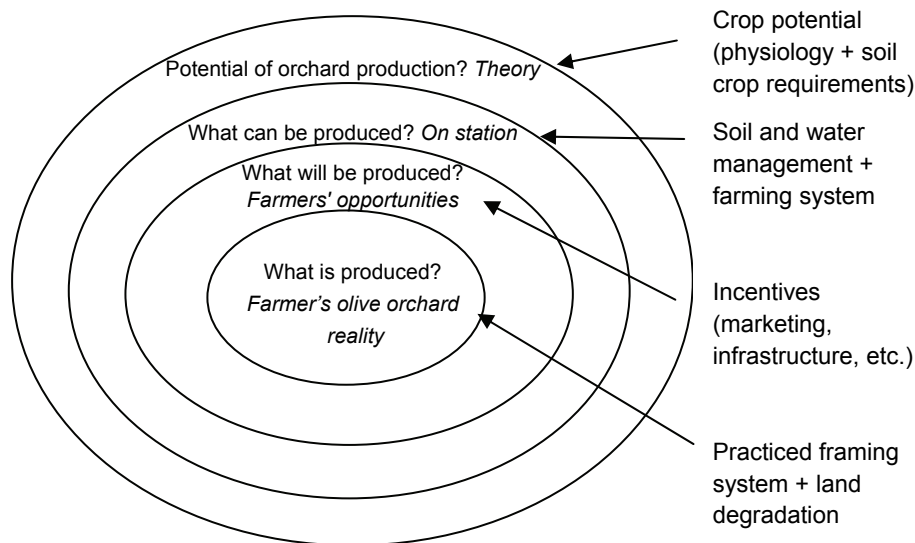 Potential of orchard production? Theory
What can be produced? On station
What will be produced?
Farmers' opportunities
What is produced?
Farmer’s olive orchard
reality
Crop potential
(physiology + soil
crop requirements)
Soil and water
management +
farming system
Incentives
(marketing,
infrastructure, etc.)
Practiced framing
system + land
degradation